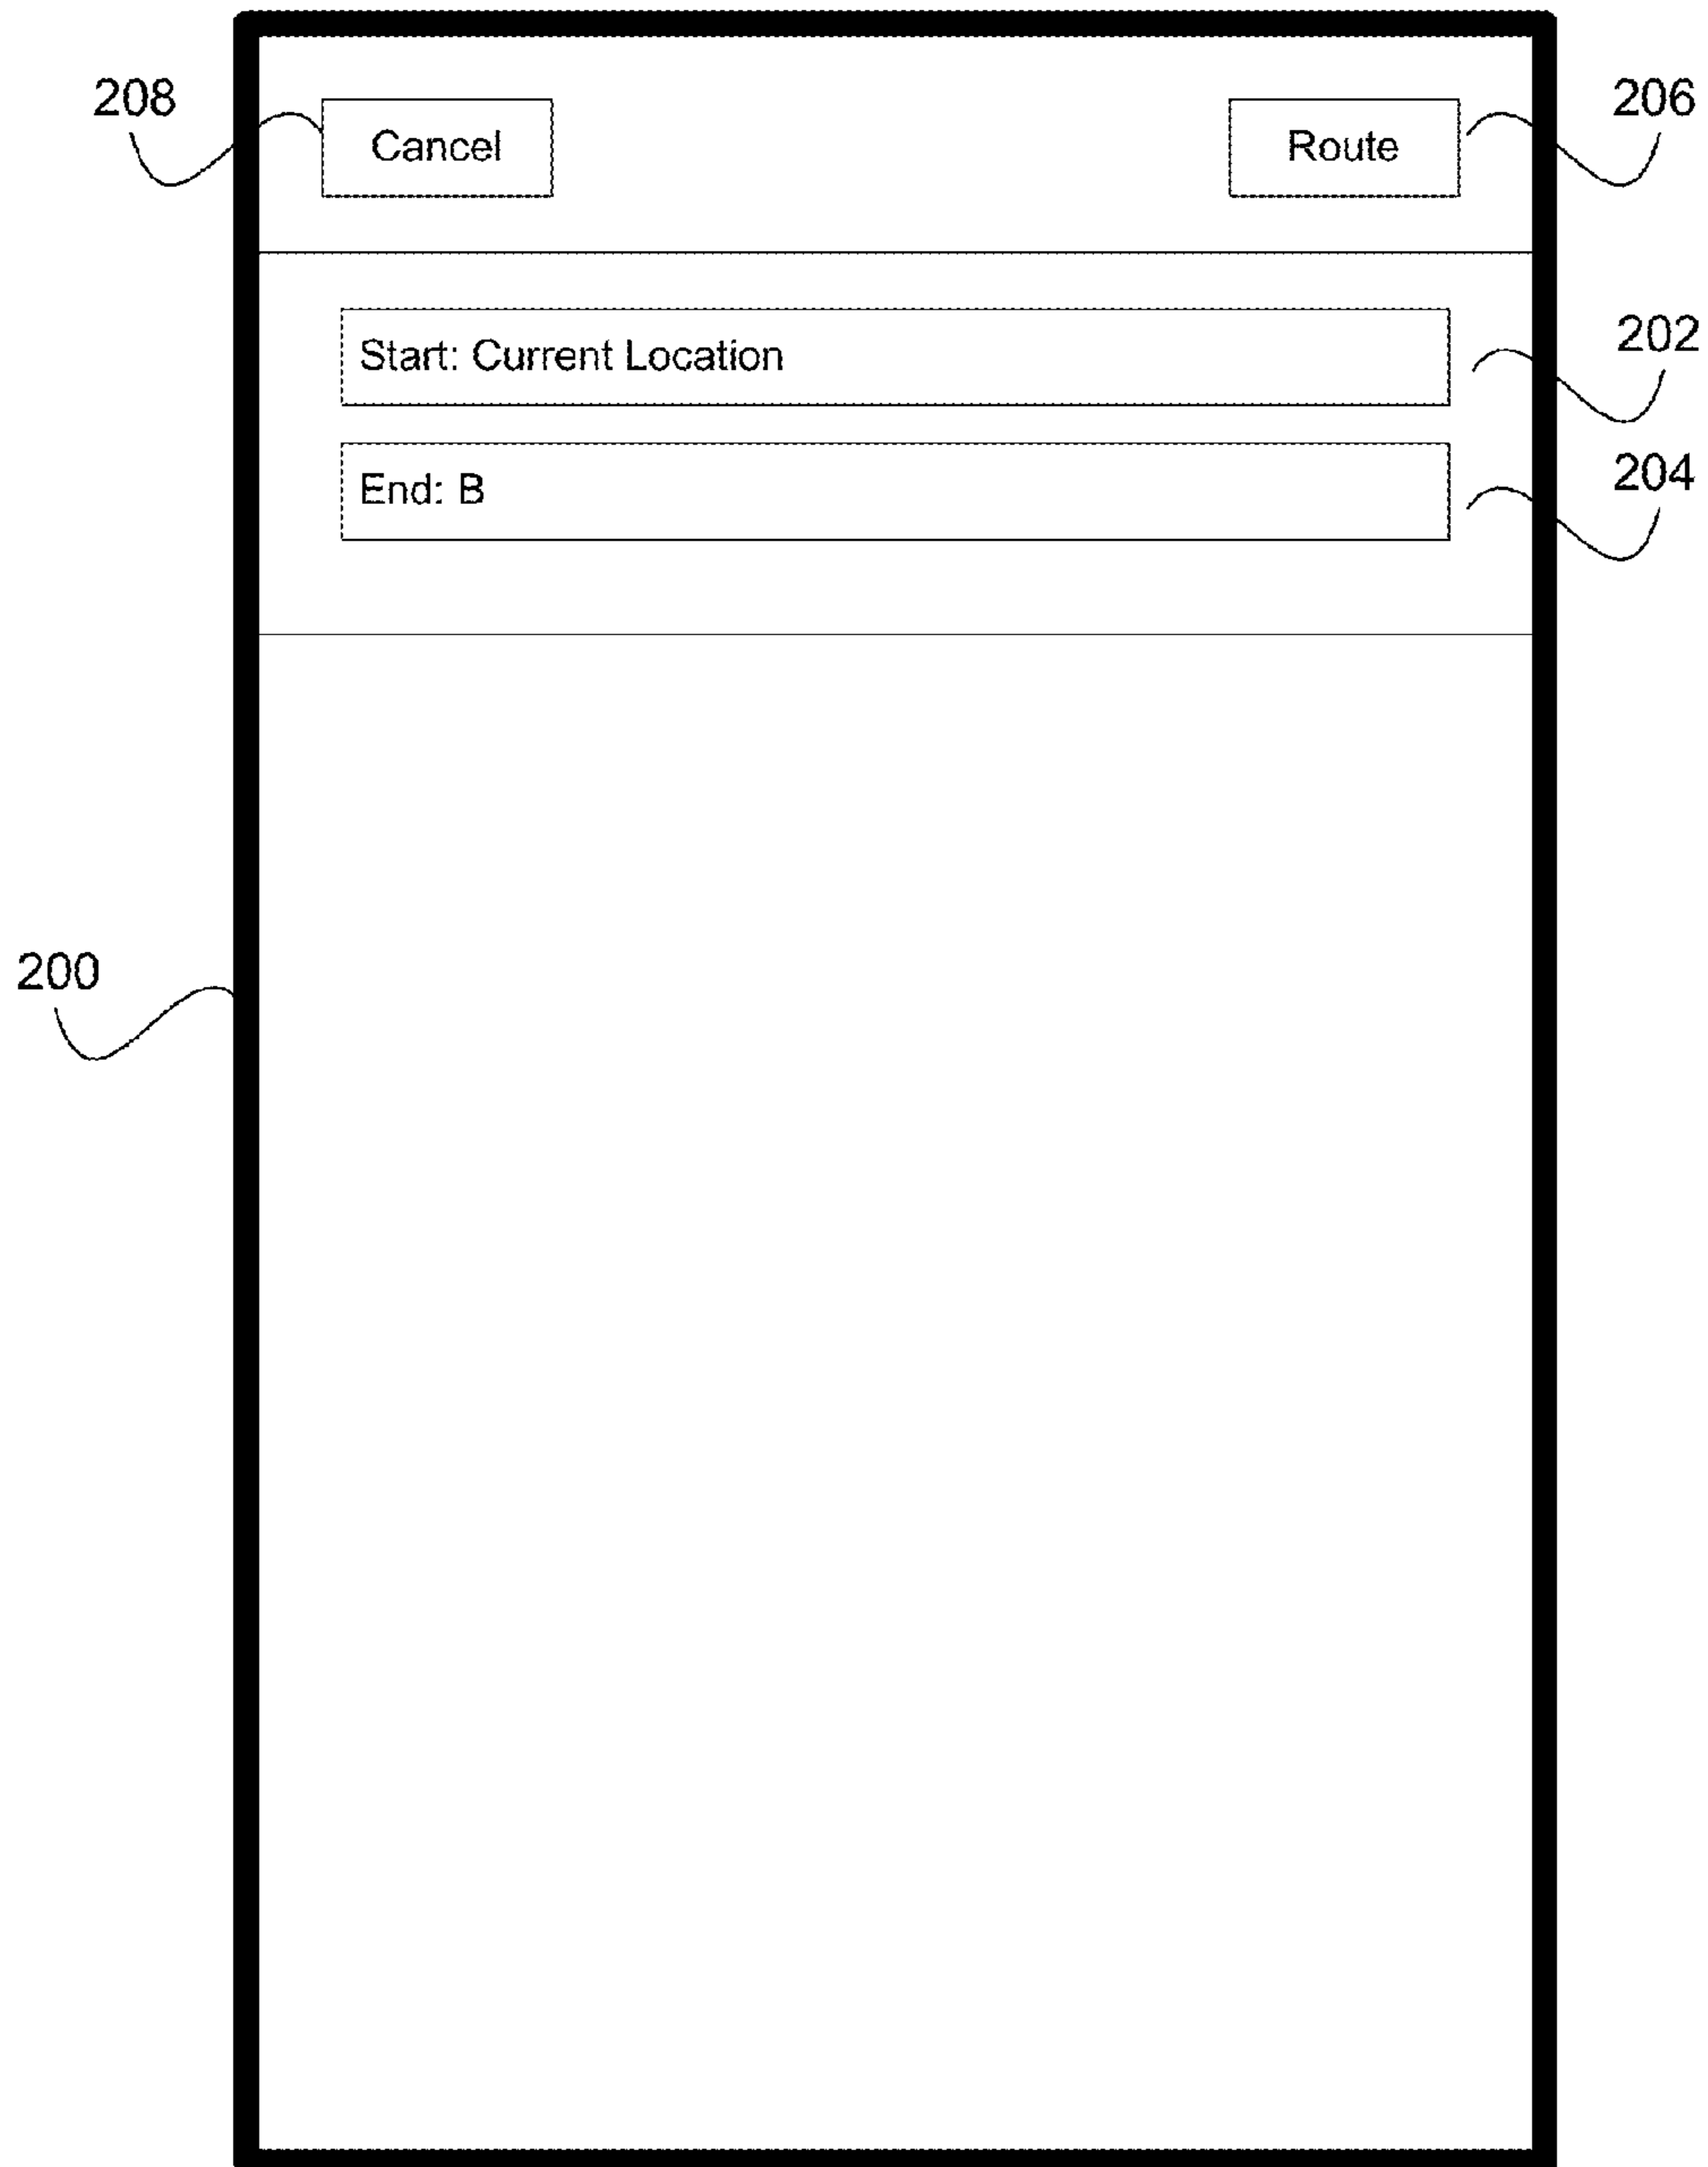 208
Cancel
Route
206
Start: Current Location
202
End: B
204
200